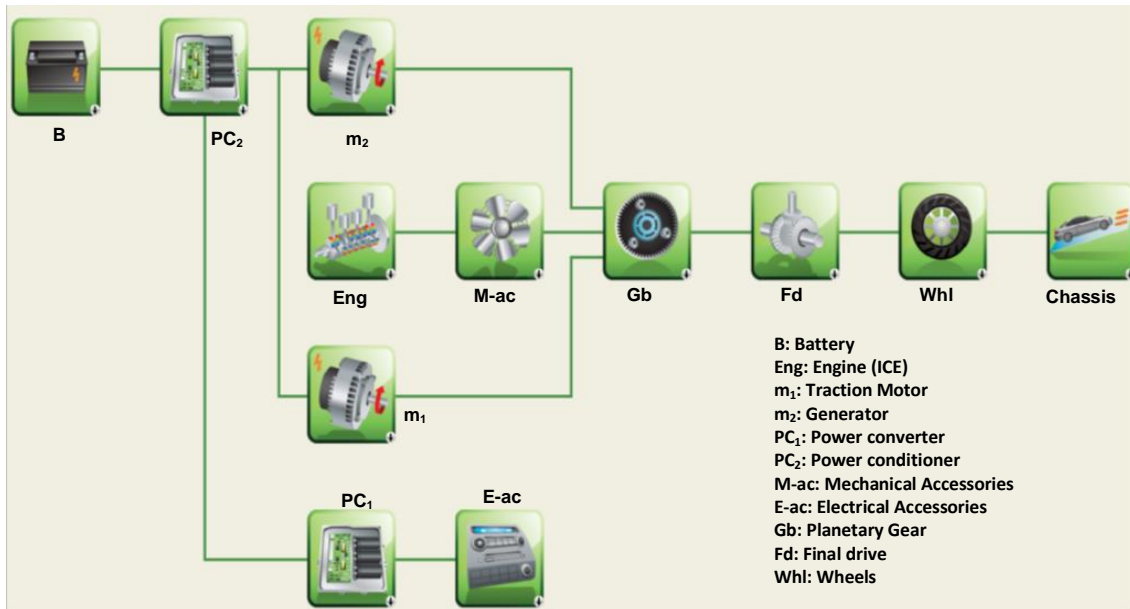 B
PC₂
m₂
Eng
M-ac
Gb
Fd
Whl
Chassis
m₁
PC₁
E-ac
B: Battery
Eng: Engine (ICE)
m₁: Traction Motor
m₂: Generator
PC₁: Power converter
PC₂: Power conditioner
M-ac: Mechanical Accessories
E-ac: Electrical Accessories
Gb: Planetary Gear
Fd: Final drive
Whl: Wheels